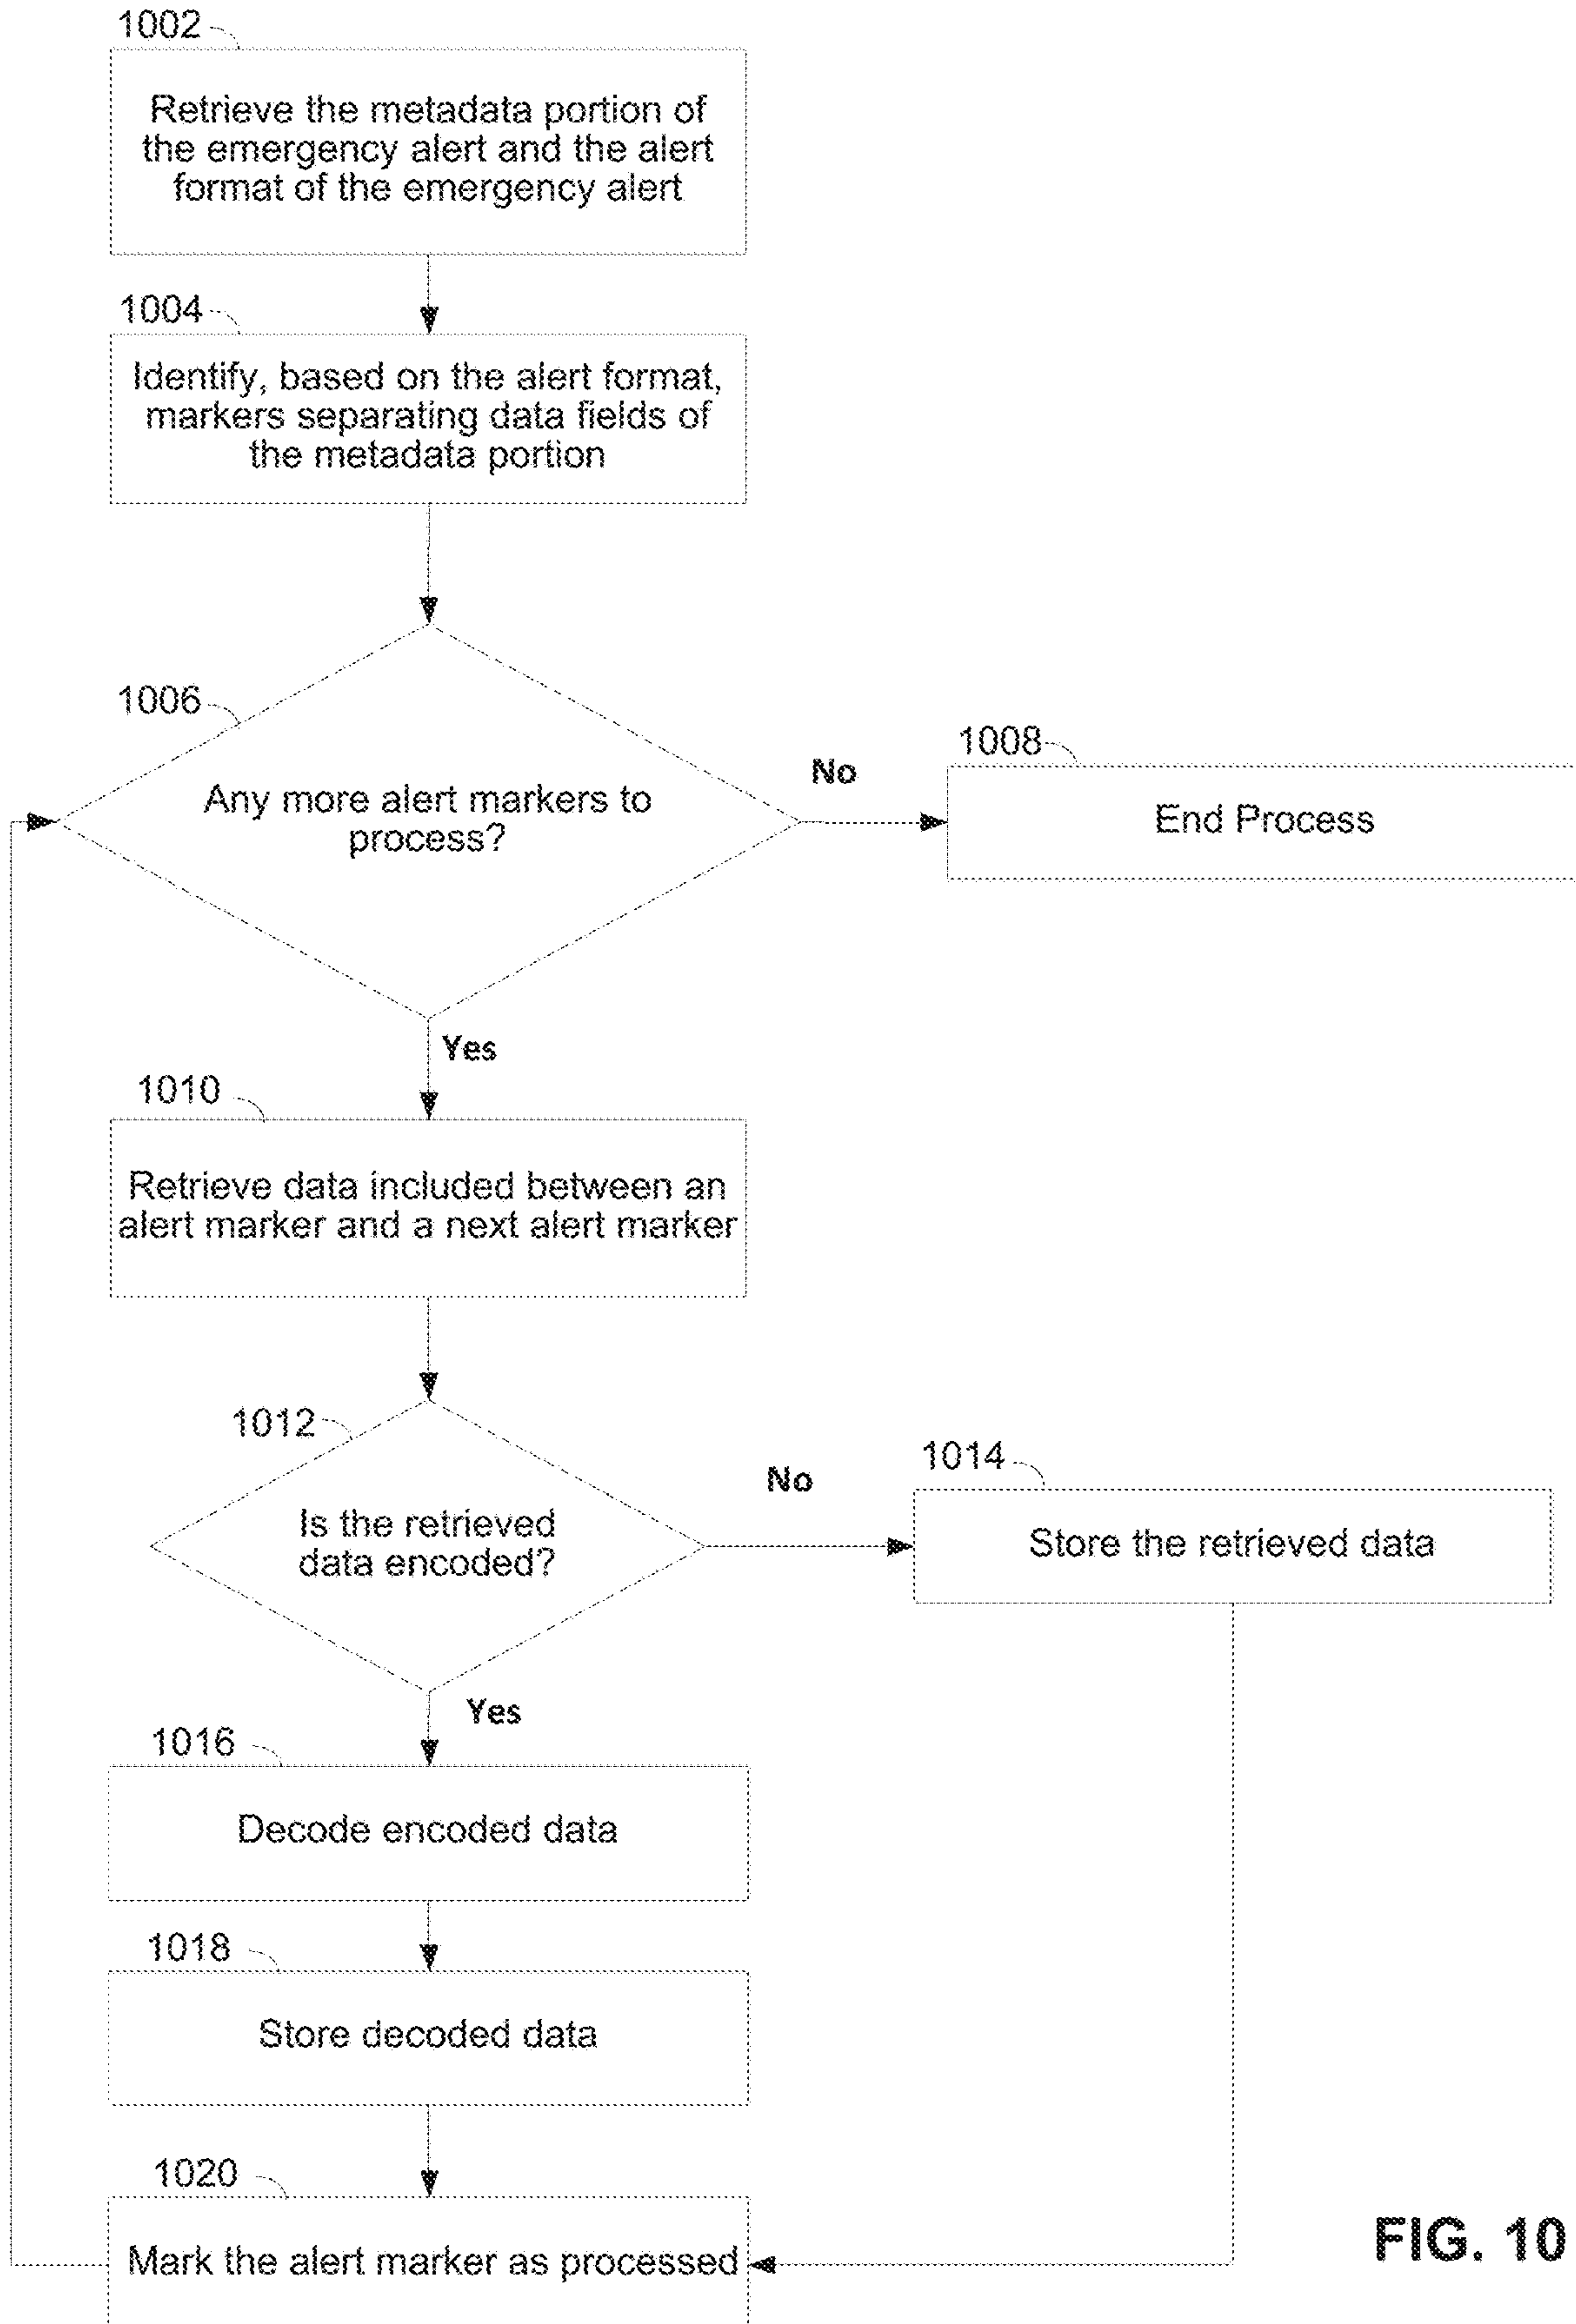 1002
Retrieve the metadata portion of
the emergency alert and the alert
format of the emergency alert
1004
Identify, based on the alert format,
markers separating data fields of
the metadata portion
1006
Any more alert markers to
process?
No
1008
End Process
Yes
1010
Retrieve data included between an
alert marker and a next alert marker
1012
Is the retrieved
data encoded?
No
1014
Store the retrieved data
Yes
1016
Decode encoded data
1018
Store decoded data
1020
Mark the alert marker as processed
FIG. 10